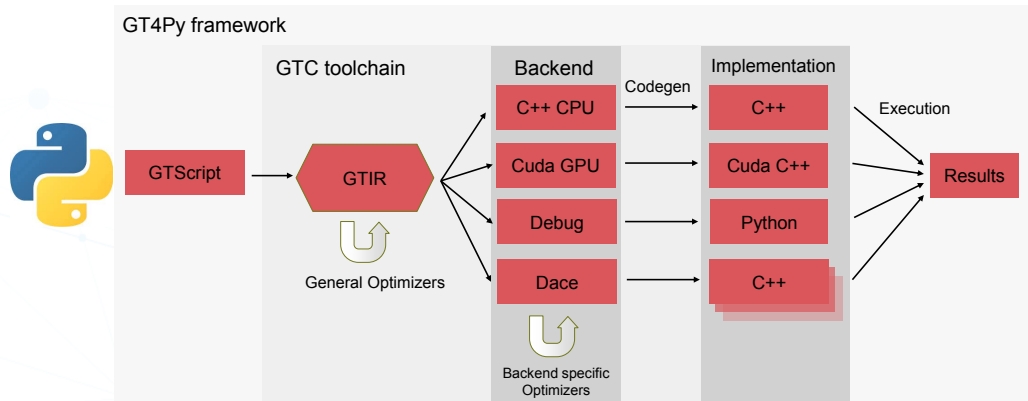 GT4Py framework
GTC toolchain
Backend
Implementation
C++ CPU
Codegen
C++
Execution
GTScript
GTIR
Cuda GPU
Cuda C++
Results
Debug
Python
General Optimizers
Dace
C++
Backend specific
Optimizers